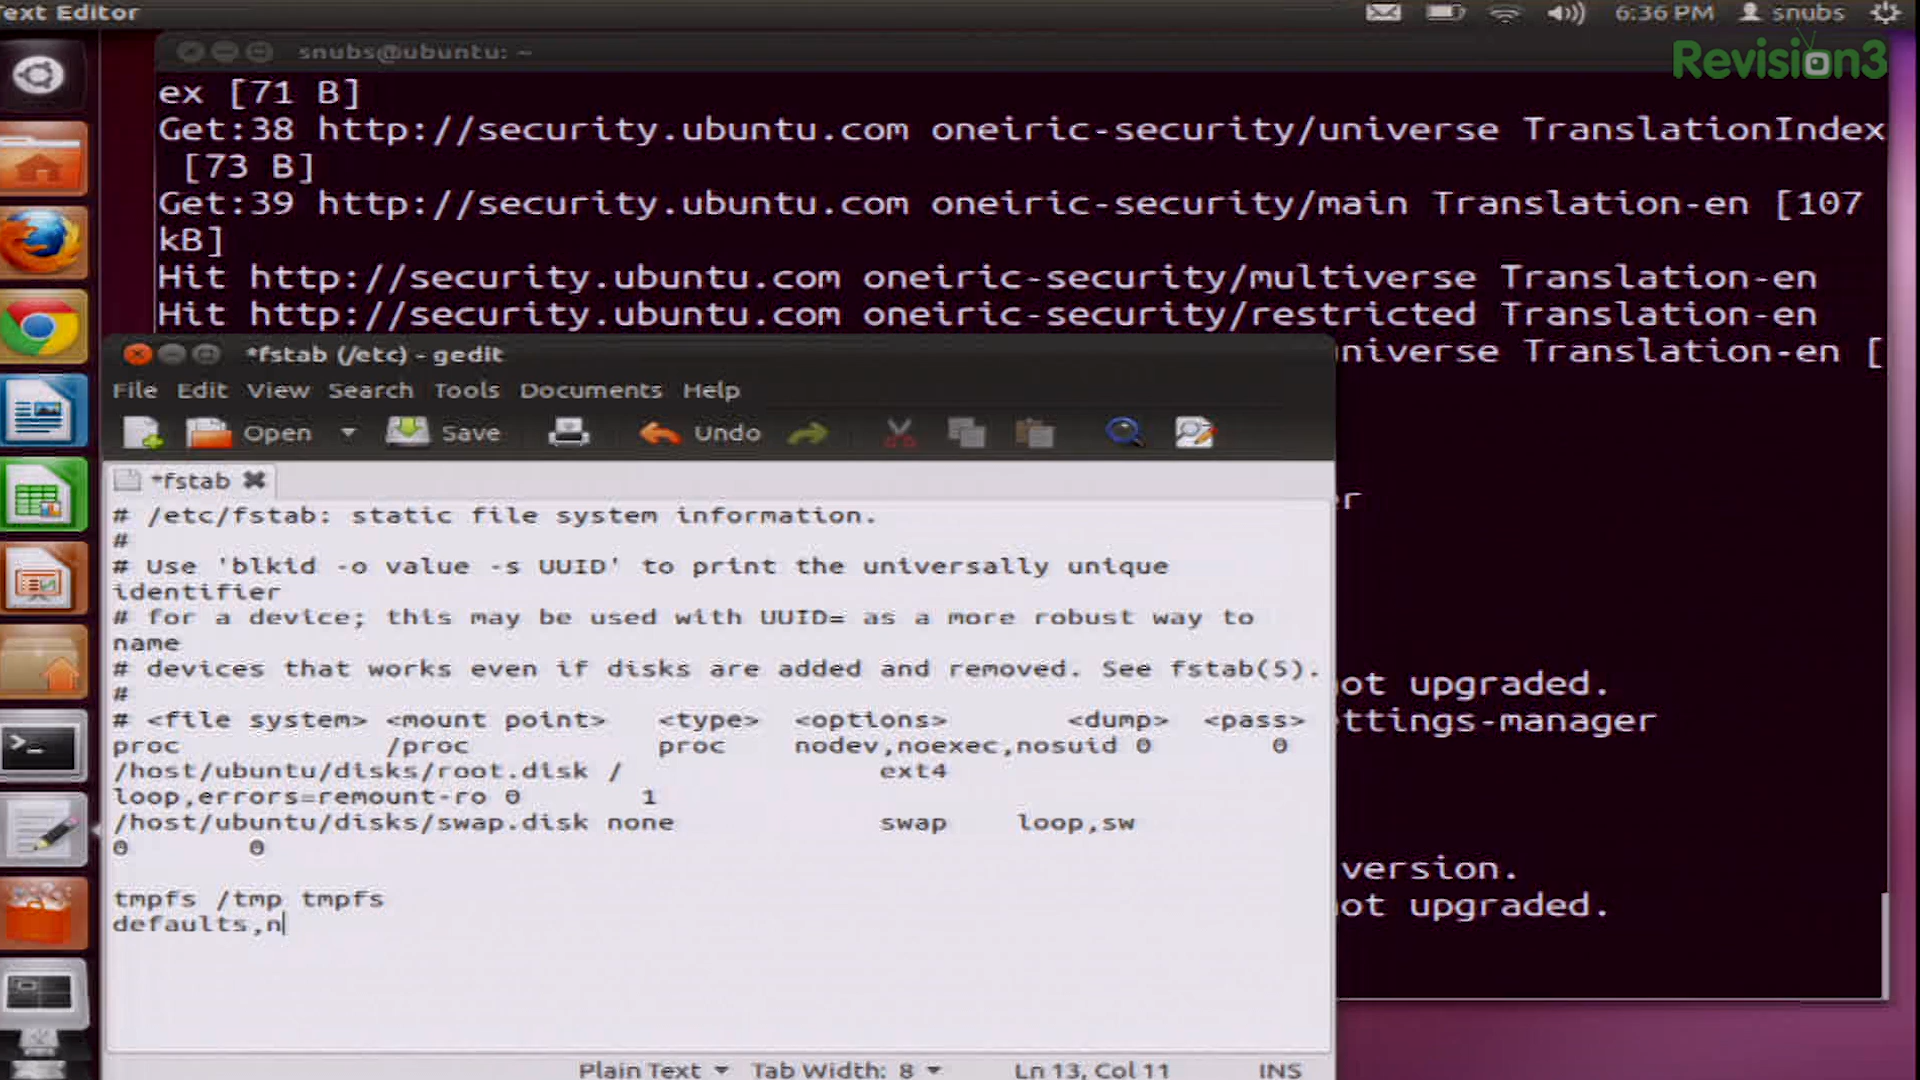 Text Editor
6:36 PM
snubs
Revision3
snubs@ubuntu: ~
ex [71 B]
Get:38 http://security.ubuntu.com oneiric-security/universe TranslationIndex
[73 B]
Get:39 http://security.ubuntu.com oneiric-security/main Translation-en [107
kB]
Hit http://security.ubuntu.com oneiric-security/multiverse Translation-en
Hit http://security.ubuntu.com oneiric-security/restricted Translation-en
niverse Translation-en [
er
ot upgraded.
ttings-manager
version.
ot upgraded.
*fstab (/etc) - gedit
File Edit View Search Tools Documents Help
Open Save Undo
*fstab
# /etc/fstab: static file system information.
#
# Use 'blkid -o value -s UUID' to print the universally unique
identifier
# for a device; this may be used with UUID= as a more robust way to
name
# devices that works even if disks are added and removed. See fstab(5).
#
# <file system> <mount point> <type> <options> <dump> <pass>
proc /proc proc nodev,noexec,nosuid 0 0
/host/ubuntu/disks/root.disk / ext4
loop,errors=remount-ro 0 1
/host/ubuntu/disks/swap.disk none swap loop,sw
0 0
tmpfs /tmp tmpfs
defaults,n
Plain Text Tab Width: 8 Ln 13, Col 11 INS